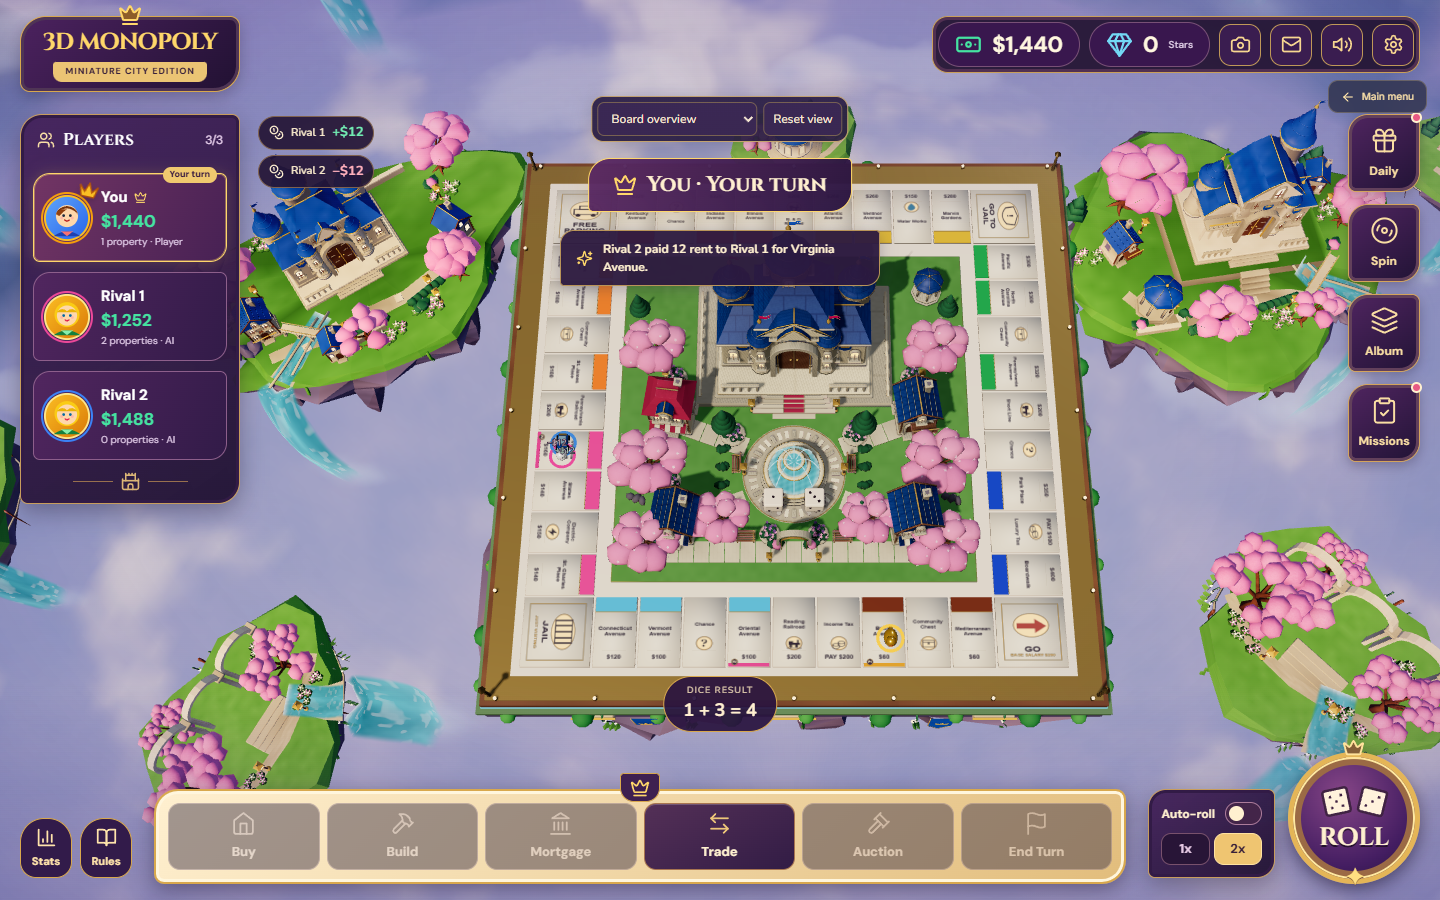 3D MONOPOLY
MINIATURE CITY EDITION
$1,440
0 Stars
Main menu
PLAYERS
3/3
Your turn
You
$1,440
1 property · Player
Rival 1
$1,252
2 properties · AI
Rival 2
$1,488
0 properties · AI
Rival 1 +$12
Rival 2 −$12
Board overview
Reset view
YOU · YOUR TURN
Rival 2 paid 12 rent to Rival 1 for Virginia
Avenue.
Daily
Spin
Album
Missions
FREE
GO TO
JAIL
JAIL
Connecticut
Avenue
$120
Vermont
Avenue
$100
Chance
?
Oriental
Avenue
$100
Reading
Railroad
$200
Income Tax
PAY $200
$60
Community
Chest
Mediterranean
Avenue
$60
GO
DICE RESULT
1 + 3 = 4
Stats
Rules
Buy
Build
Mortgage
Trade
Auction
End Turn
Auto-roll
1x
2x
ROLL